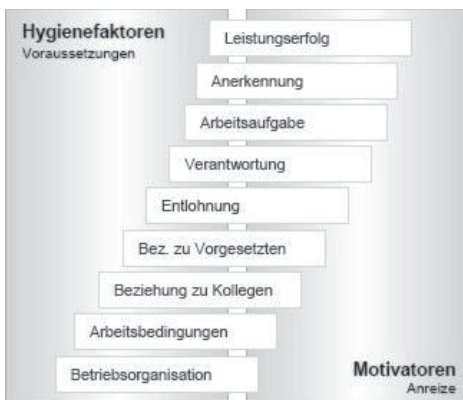 Hygienefaktoren
Voraussetzungen
Leistungserfolg
Anerkennung
Arbeitsaufgabe
Verantwortung
Entlohnung
Bez. zu Vorgesetzten
Beziehung zu Kollegen
Arbeitsbedingungen
Betriebsorganisation
Motivatoren
Anreize